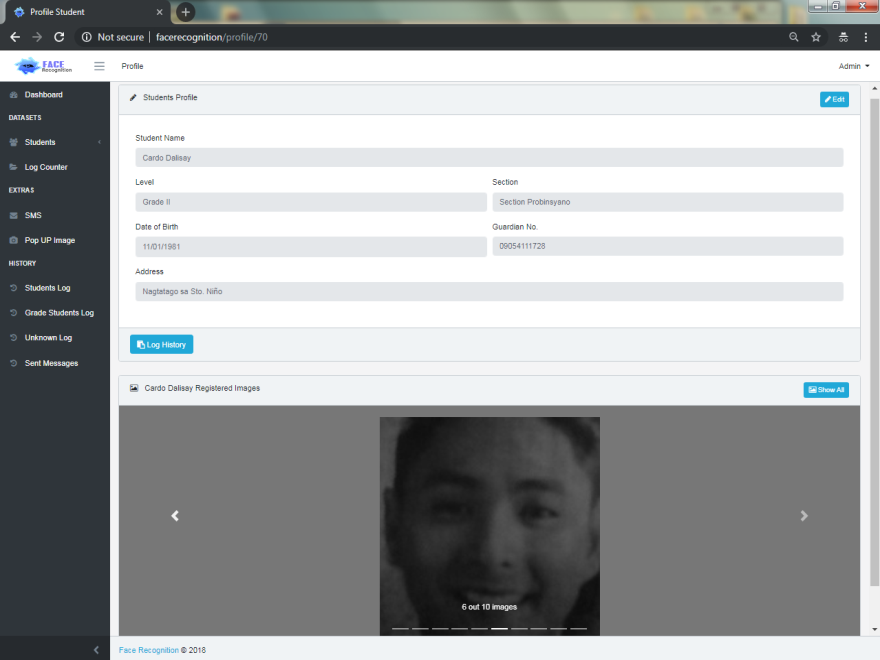 Profile Student
Not secure | facerecognition/profile/70
FACE
Recognition
Profile
Admin
Dashboard
DATASETS
Students
Log Counter
EXTRAS
SMS
Pop UP Image
HISTORY
Students Log
Grade Students Log
Unknown Log
Sent Messages
Students Profile
Edit
Student Name
Cardo Dalisay
Level
Section
Grade II
Section Probinsyano
Date of Birth
Guardian No.
11/01/1981
09054111728
Address
Nagtatago sa Sto. Niño
Log History
Cardo Dalisay Registered Images
Show All
6 out 10 images
Face Recognition © 2018